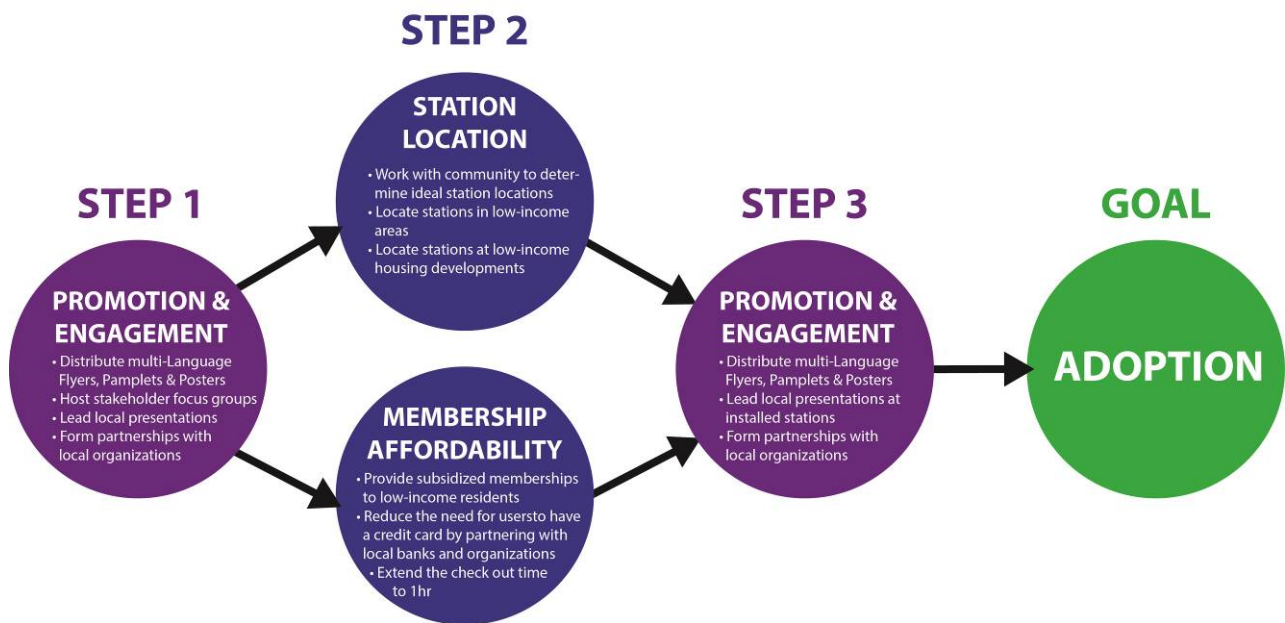 STEP 1
PROMOTION &
ENGAGEMENT
• Distribute multi-Language
Flyers, Pamplets & Posters
• Host stakeholder focus groups
• Lead local presentations
• Form partnerships with
local organizations
STEP 2
STATION
LOCATION
• Work with community to deter-
mine ideal station locations
• Locate stations in low-income
areas
• Locate stations at low-income
housing developments
MEMBERSHIP
AFFORDABILITY
• Provide subsidized memberships
to low-income residents
• Reduce the need for usersto have
a credit card by partnering with
local banks and organizations
• Extend the check out time
to 1hr
STEP 3
PROMOTION &
ENGAGEMENT
• Distribute multi-Language
Flyers, Pamplets & Posters
• Lead local presentations at
installed stations
• Form partnerships with
local organizations
GOAL
ADOPTION